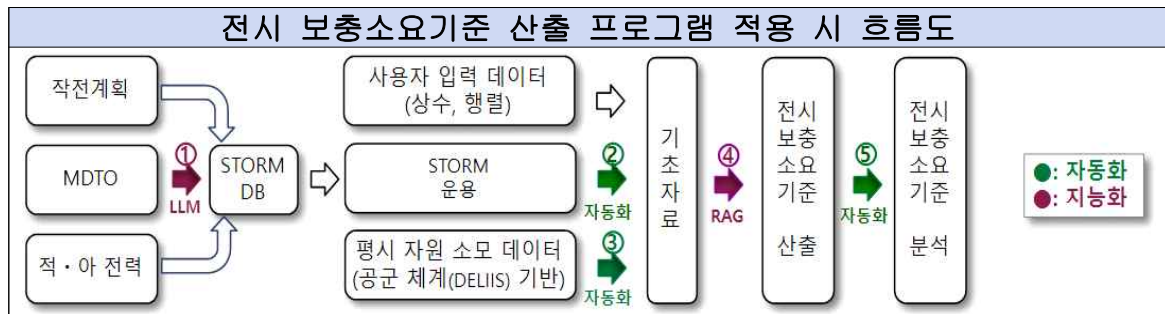 전시 보충소요기준 산출 프로그램 적용 시 흐름도
작전계획
MDTO
적・아 전력
①
LLM
STORM
DB
사용자 입력 데이터
(상수, 행렬)
STORM
운용
평시 자원 소모 데이터
(공군 체계(DELIIS) 기반)
②
자동화
③
자동화
기
초
자
료
④
RAG
전시
보충
소요
기준
산출
⑤
자동화
전시
보충
소요
기준
분석
●: 자동화
●: 지능화